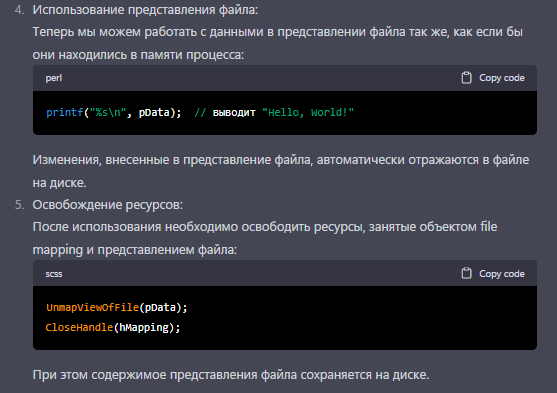 4. Использование представления файла:
Теперь мы можем работать с данными в представлении файла так же, как если бы
они находились в памяти процесса:
perl Copy code
printf("%s\n", pData);  // выводит "Hello, World!"
Изменения, внесенные в представление файла, автоматически отражаются в файле
на диске.
5. Освобождение ресурсов:
После использования необходимо освободить ресурсы, занятые объектом file
mapping и представлением файла:
scss Copy code
UnmapViewOfFile(pData);
CloseHandle(hMapping);
При этом содержимое представления файла сохраняется на диске.